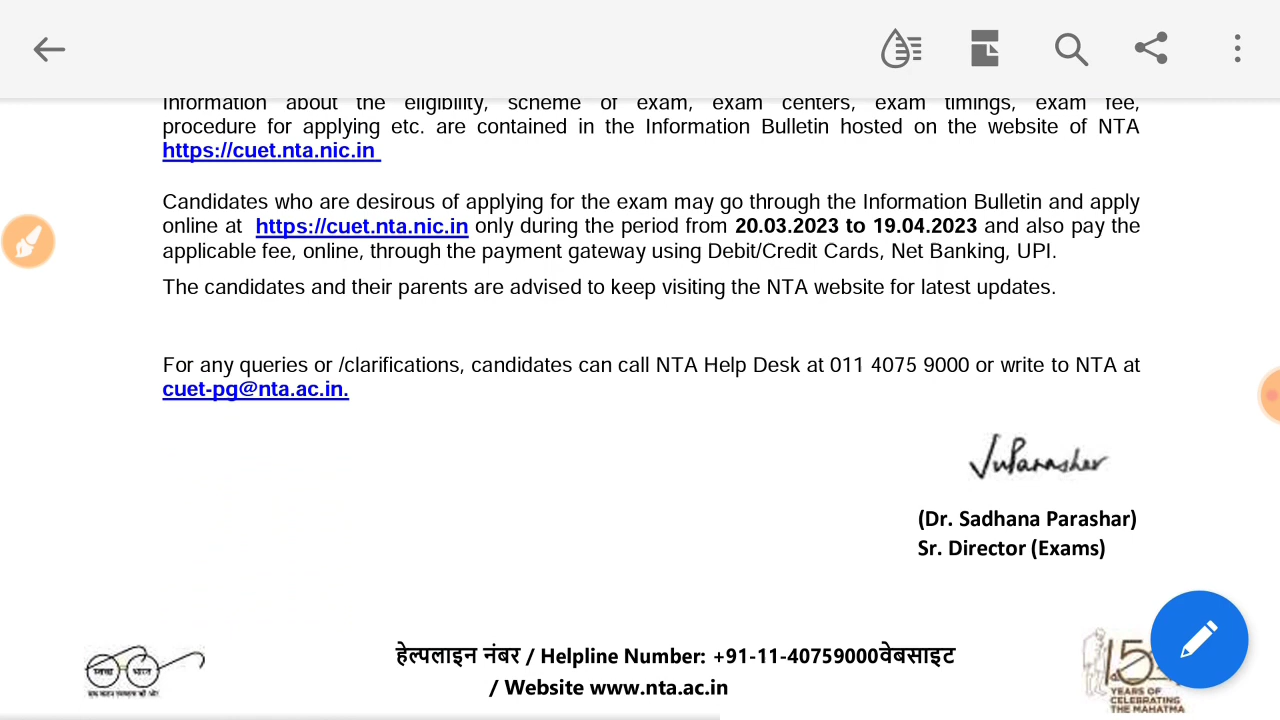 Information about the eligibility, scheme of exam, exam centers, exam timings, exam fee,
procedure for applying etc. are contained in the Information Bulletin hosted on the website of NTA
https://cuet.nta.nic.in
Candidates who are desirous of applying for the exam may go through the Information Bulletin and apply
online at https://cuet.nta.nic.in only during the period from 20.03.2023 to 19.04.2023 and also pay the
applicable fee, online, through the payment gateway using Debit/Credit Cards, Net Banking, UPI.
The candidates and their parents are advised to keep visiting the NTA website for latest updates.
For any queries or /clarifications, candidates can call NTA Help Desk at 011 4075 9000 or write to NTA at
cuet-pg@nta.ac.in.
(Dr. Sadhana Parashar)
Sr. Director (Exams)
हेल्पलाइन नंबर / Helpline Number: +91-11-40759000वेबसाइट
/ Website www.nta.ac.in
स्वच्छ भारत
YEARS OF
CELEBRATING
THE MAHATMA